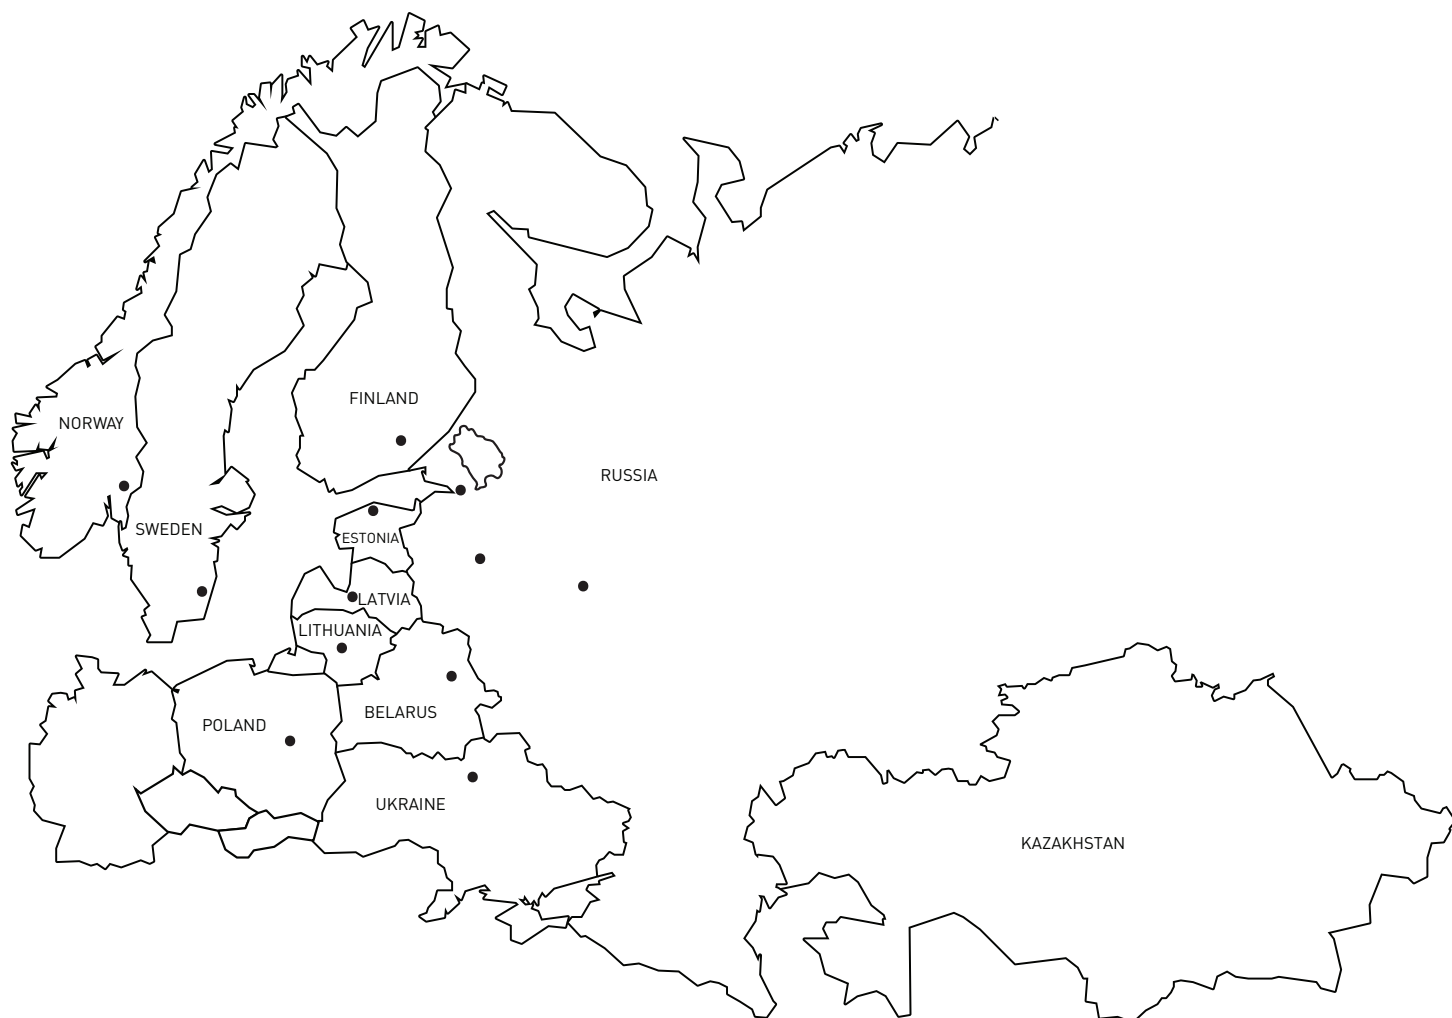 FINLAND
NORWAY
RUSSIA
SWEDEN
ESTONIA
LATVIA
LITHUANIA
BELARUS
POLAND
UKRAINE
KAZAKHSTAN